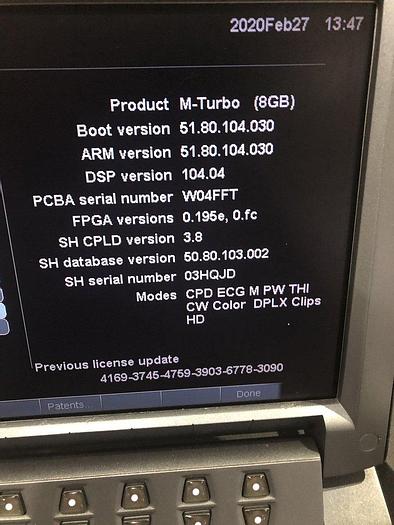 2020Feb27 13:47
Product M-Turbo (8GB)
Boot version 51.80.104.030
ARM version 51.80.104.030
DSP version 104.04
PCBA serial number W04FFT
FPGA versions 0.195e, 0.fc
SH CPLD version 3.8
SH database version 50.80.103.002
SH serial number 03HQJD
Modes CPD ECG M PW THI
CW Color DPLX Clips
HD
Previous license update
4169-3745-4759-3903-6778-3090
Patents... Done